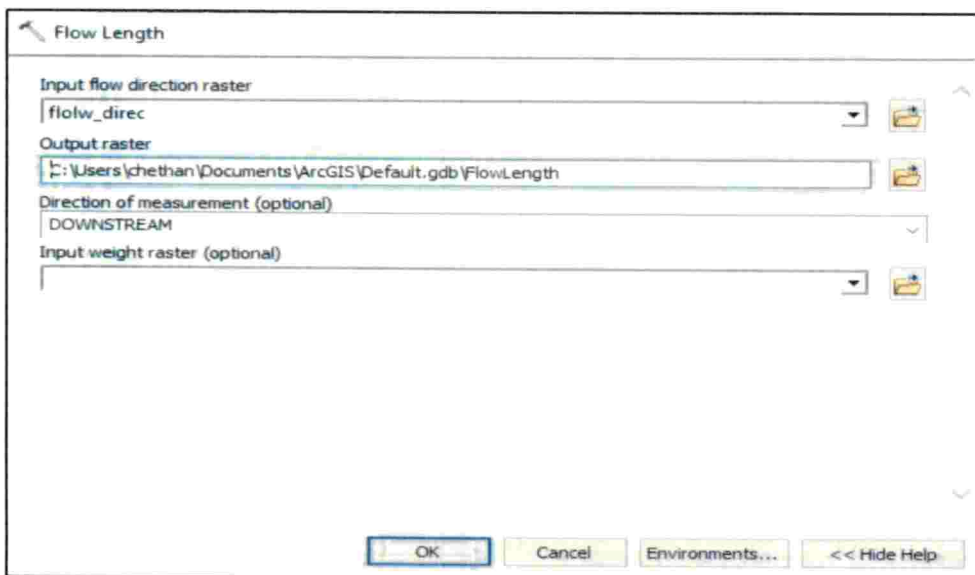 Flow Length
Input flow direction raster
flolw_direc
Output raster
C:\Users\chethan\Documents\ArcGIS\Default.gdb\FlowLength
Direction of measurement (optional)
DOWNSTREAM
Input weight raster (optional)
OK Cancel Environments... << Hide Help